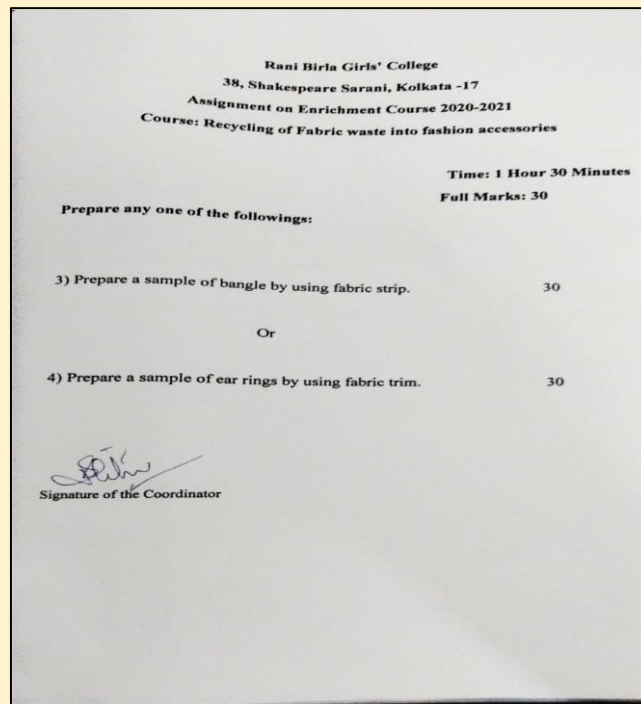 Rani Birla Girls' College
38, Shakespeare Sarani, Kolkata -17
Assignment on Enrichment Course 2020-2021
Course: Recycling of Fabric waste into fashion accessories
Time: 1 Hour 30 Minutes
Full Marks: 30
Prepare any one of the followings:
3) Prepare a sample of bangle by using fabric strip. 30
Or
4) Prepare a sample of ear rings by using fabric trim. 30
Signature of the Coordinator